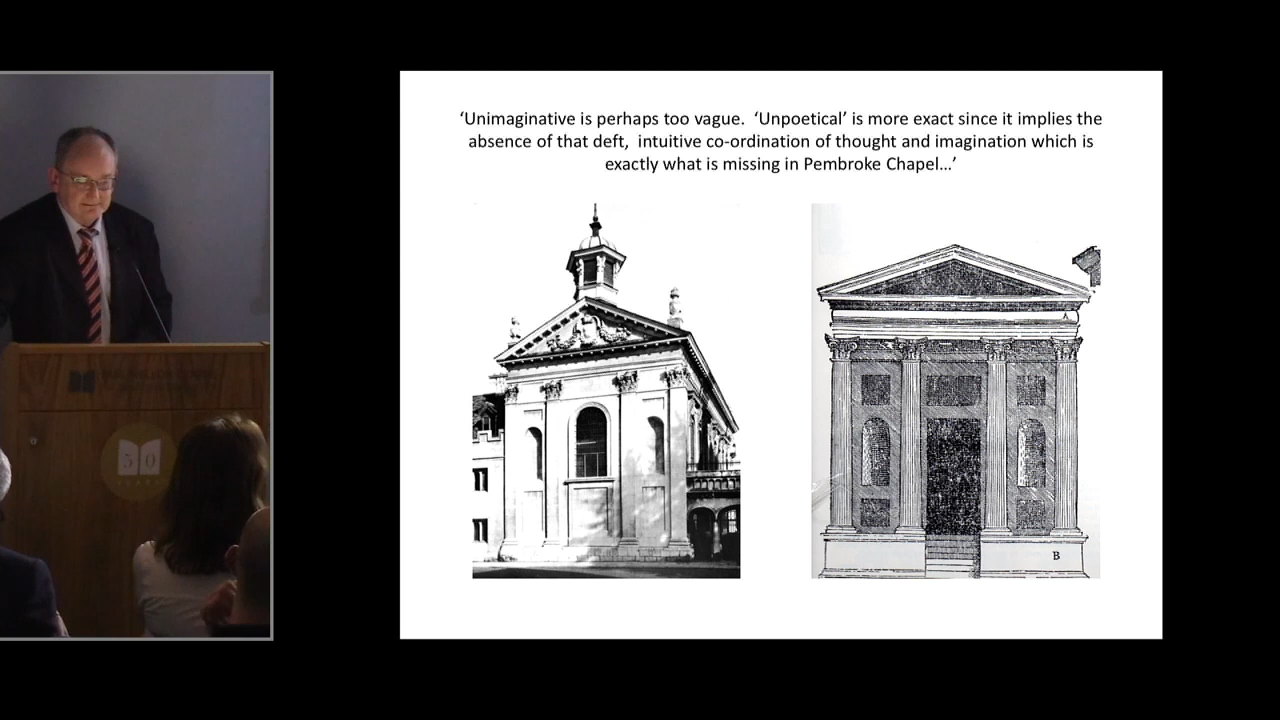 ‘Unimaginative is perhaps too vague.  ‘Unpoetical’ is more exact since it implies the
absence of that deft,  intuitive co-ordination of thought and imagination which is
exactly what is missing in Pembroke Chapel…’
A
B
50